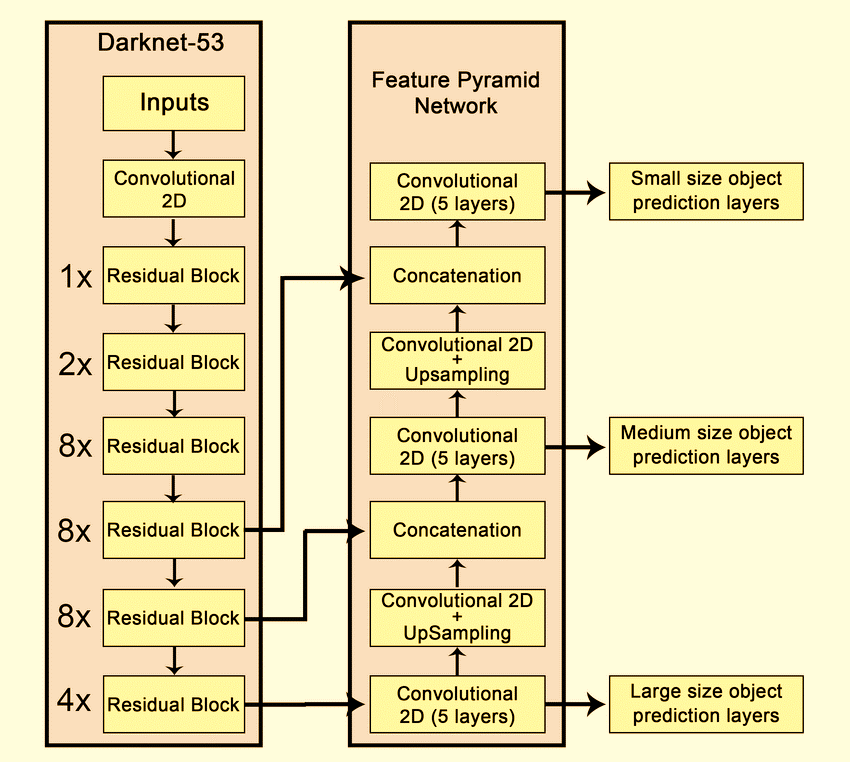 Darknet-53
Inputs
Convolutional
2D
1x
Residual Block
2x
Residual Block
8x
Residual Block
8x
Residual Block
8x
Residual Block
4x
Residual Block
Feature Pyramid
Network
Convolutional
2D (5 layers)
Concatenation
Convolutional 2D
+
Upsampling
Convolutional
2D (5 layers)
Concatenation
Convolutional 2D
+
UpSampling
Convolutional
2D (5 layers)
Small size object
prediction layers
Medium size object
prediction layers
Large size object
prediction layers